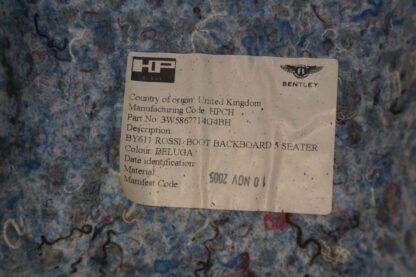 HP
BENTLEY
Country of origin: United Kingdom
Manufacturing Code: HPCH
Part No: 3W5867714G4BH
Description:
BY611 ROSSI: BOOT BACKBOARD 5 SEATER
Colour: BELUGA
Date identification:
Material
Manifest Code
10 NOV 2005